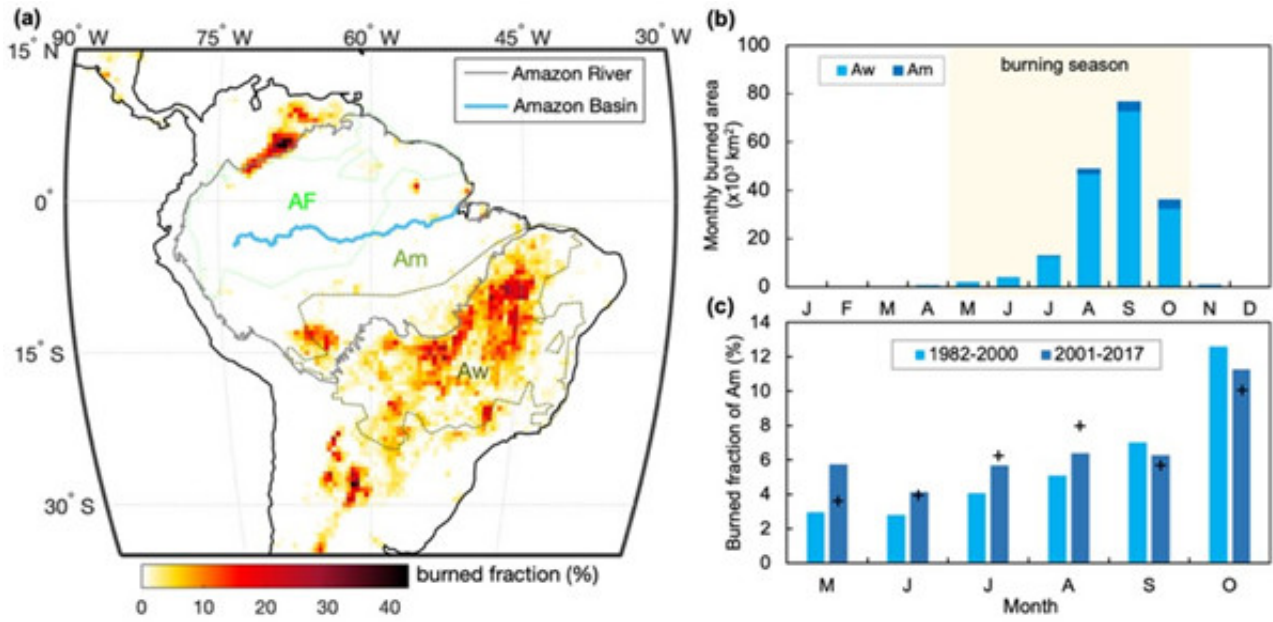 (a)
90° W 75° W 60° W 45° W 30° W
15° N
0°
15° S
30° S
Amazon River
Amazon Basin
AF
Am
Aw
0 10 20 30 40
burned fraction (%)
(b)
100
80
60
40
20
0
Monthly burned area
(x10³ km²)
Aw Am
burning season
J F M A M J J A S O N D
(c)
14
12
10
8
6
4
2
0
Burned fraction of Am (%)
1982-2000 2001-2017
M J J A S O
Month